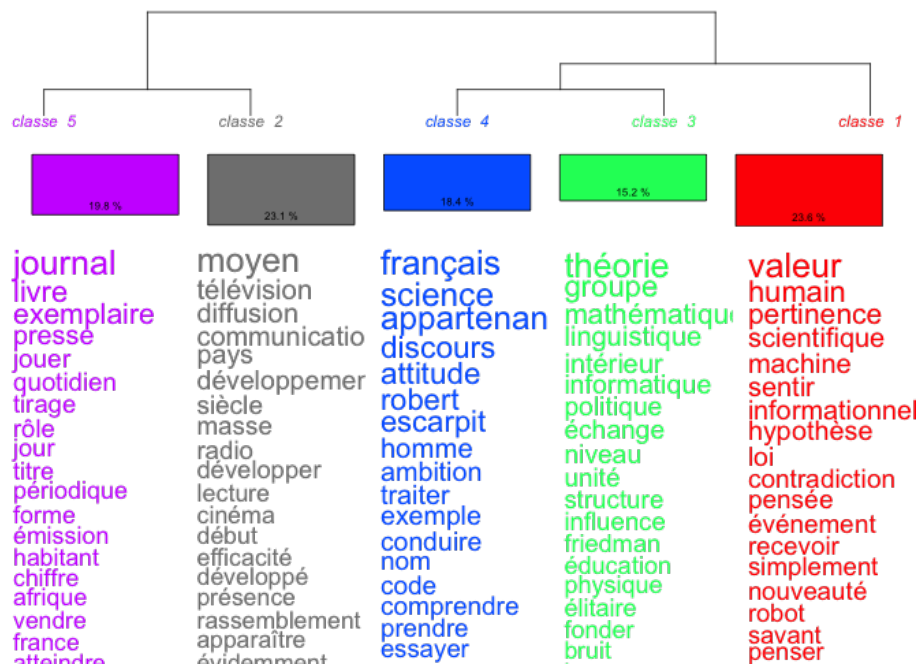 classe 5
classe 2
classe 4
classe 3
classe 1
19.8 %
23.1 %
18.4 %
15.2 %
23.6 %
journal
livre
exemplaire
presse
jouer
quotidien
tirage
rôle
jour
titre
périodique
forme
émission
habitant
chiffre
afrique
vendre
france
atteindre
moyen
télévision
diffusion
communicatio
pays
développemer
siècle
masse
radio
développer
lecture
cinéma
début
efficacité
développé
présence
rassemblement
apparaître
évidemment
français
science
appartenan
discours
attitude
robert
escarpit
homme
ambition
traiter
exemple
conduire
nom
code
comprendre
prendre
essayer
théorie
groupe
mathématiqu
linguistique
intérieur
informatique
politique
échange
niveau
unité
structure
influence
friedman
éducation
physique
élitaire
fonder
bruit
valeur
humain
pertinence
scientifique
machine
sentir
informationnel
hypothèse
loi
contradiction
pensée
événement
recevoir
simplement
nouveauté
robot
savant
penser